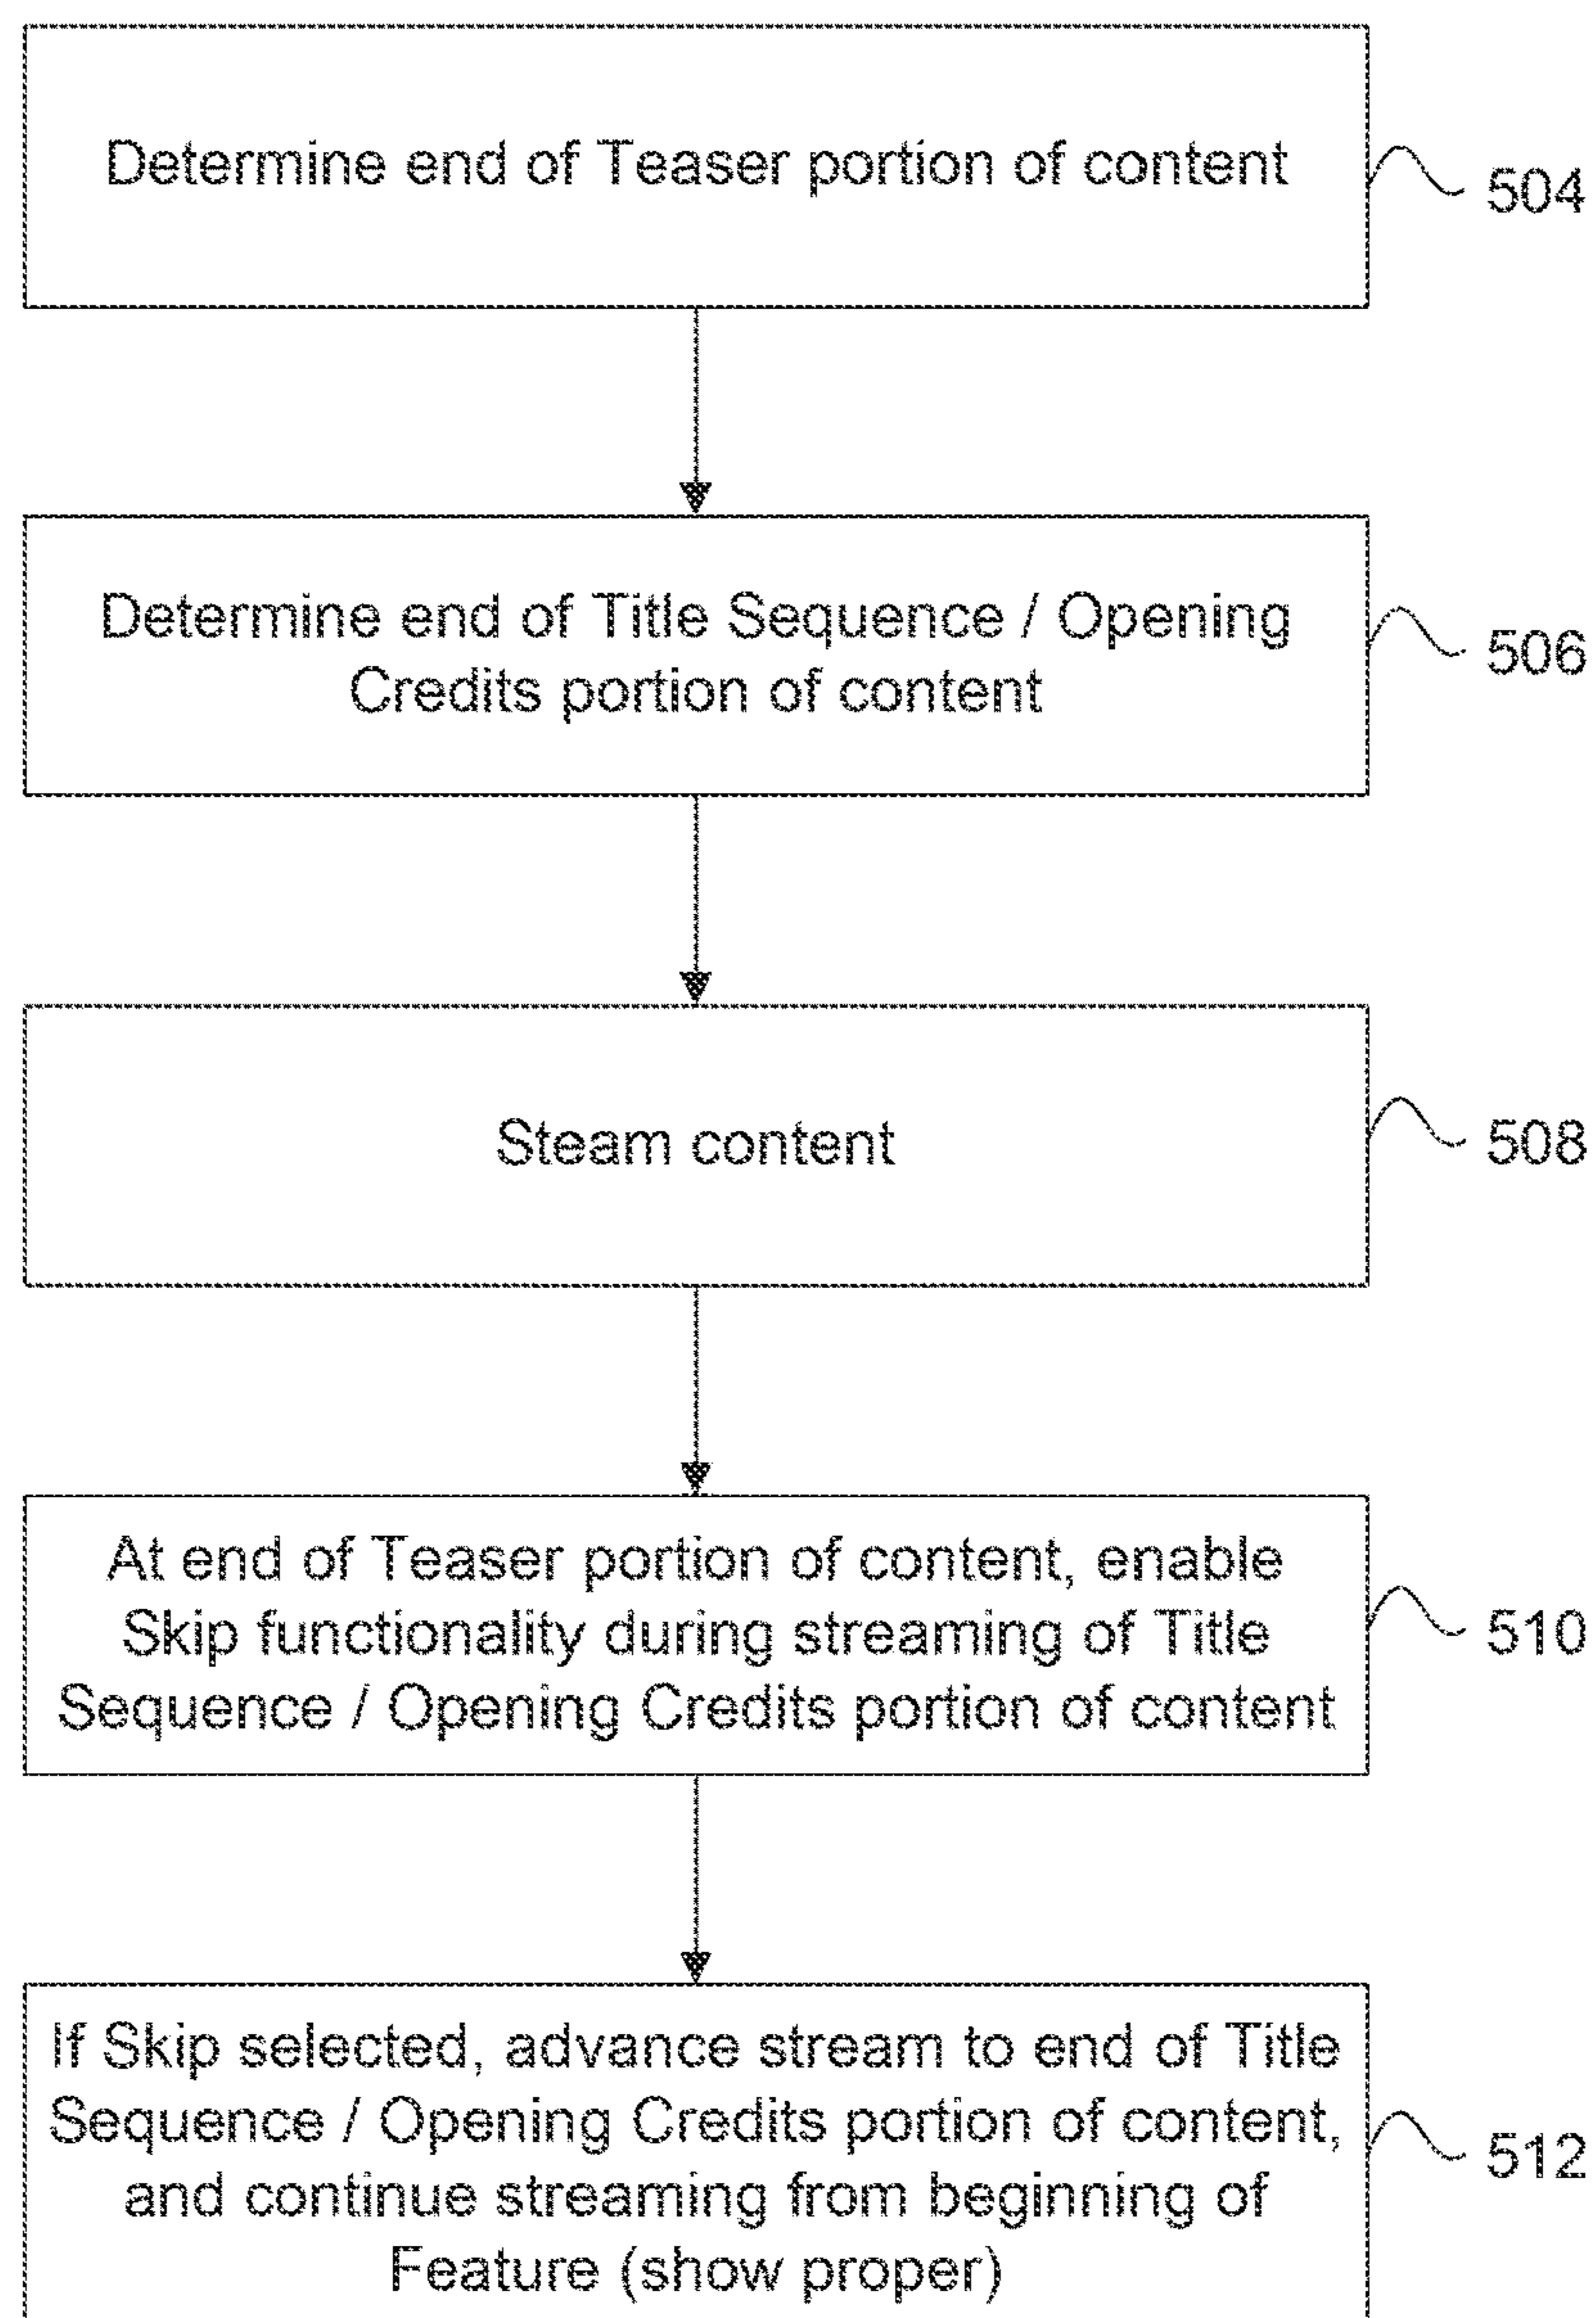 Determine end of Teaser portion of content
504
Determine end of Title Sequence / Opening
Credits portion of content
506
Steam content
508
At end of Teaser portion of content, enable
Skip functionality during streaming of Title
Sequence / Opening Credits portion of content
510
If Skip selected, advance stream to end of Title
Sequence / Opening Credits portion of content,
and continue streaming from beginning of
Feature (show proper)
512